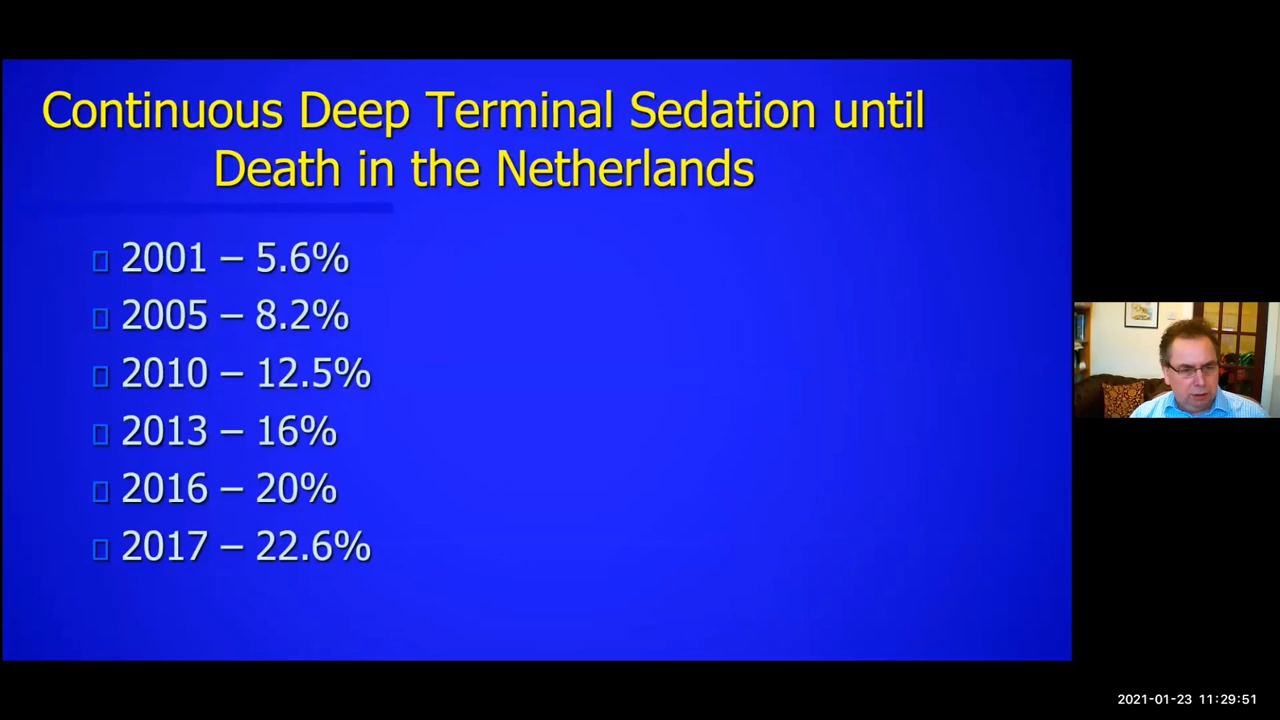 Continuous Deep Terminal Sedation until
Death in the Netherlands
2001 – 5.6%
2005 – 8.2%
2010 – 12.5%
2013 – 16%
2016 – 20%
2017 – 22.6%
2021-01-23 11:29:51